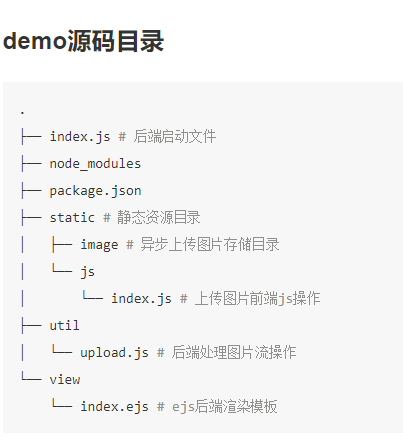 demo源码目录
.
├── index.js # 后端启动文件
├── node_modules
├── package.json
├── static # 静态资源目录
│   ├── image # 异步上传图片存储目录
│   └── js
│       └── index.js # 上传图片前端js操作
├── util
│   └── upload.js # 后端处理图片流操作
└── view
    └── index.ejs # ejs后端渲染模板